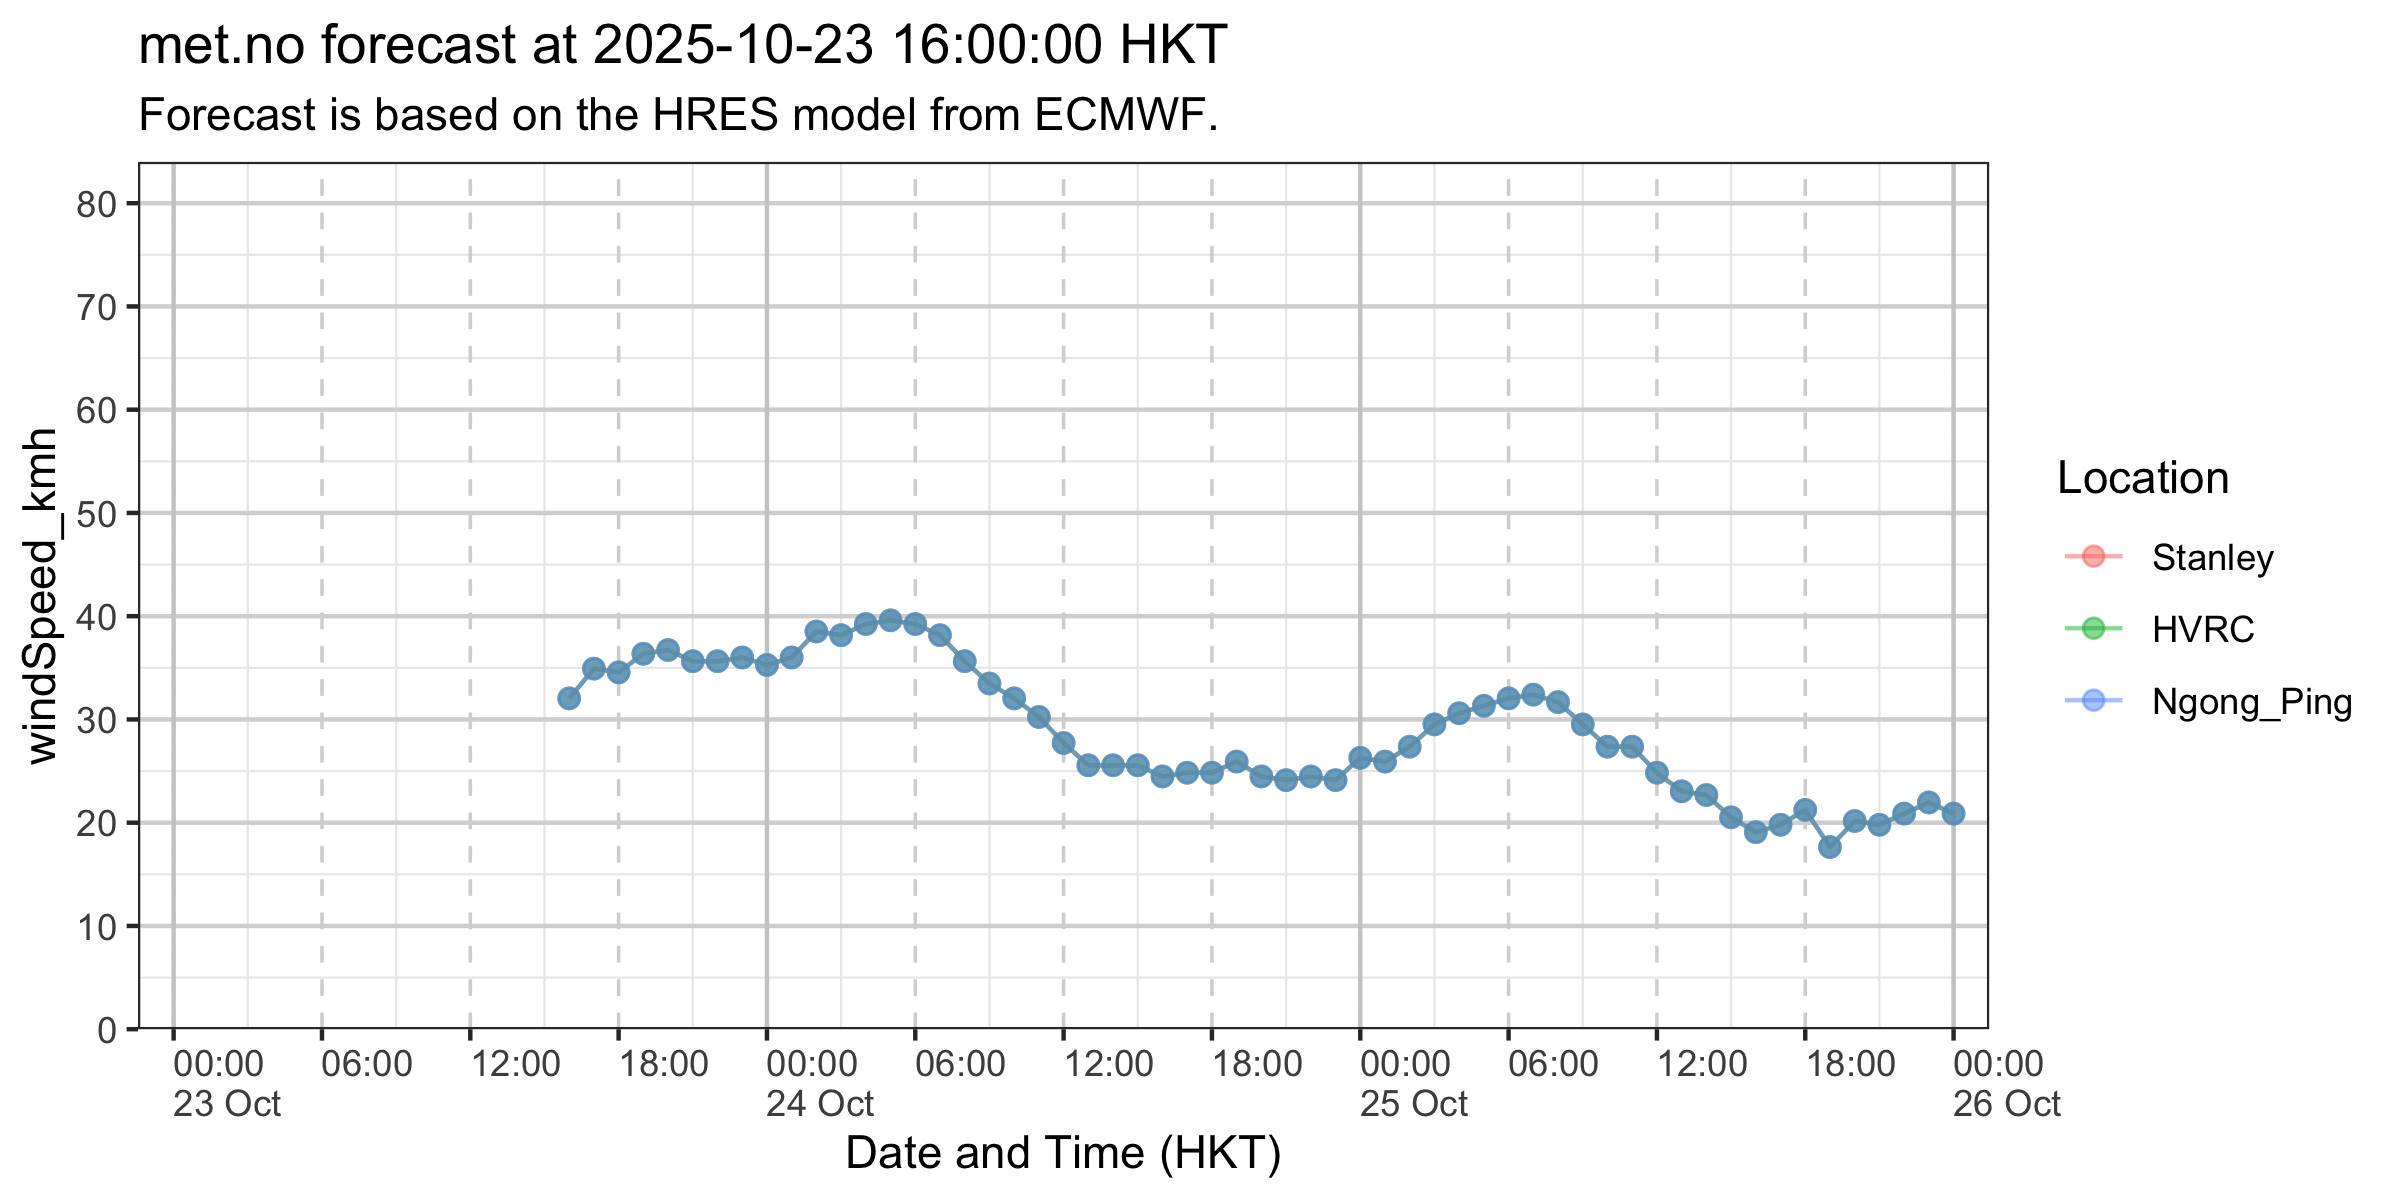 met.no forecast at 2025-10-23 16:00:00 HKT
Forecast is based on the HRES model from ECMWF.
windSpeed_kmh
80
70
60
50
40
30
20
10
0
00:00 06:00 12:00 18:00 00:00 06:00 12:00 18:00 00:00 06:00 12:00 18:00 00:00
23 Oct 24 Oct 25 Oct 26 Oct
Date and Time (HKT)
Location
Stanley
HVRC
Ngong_Ping